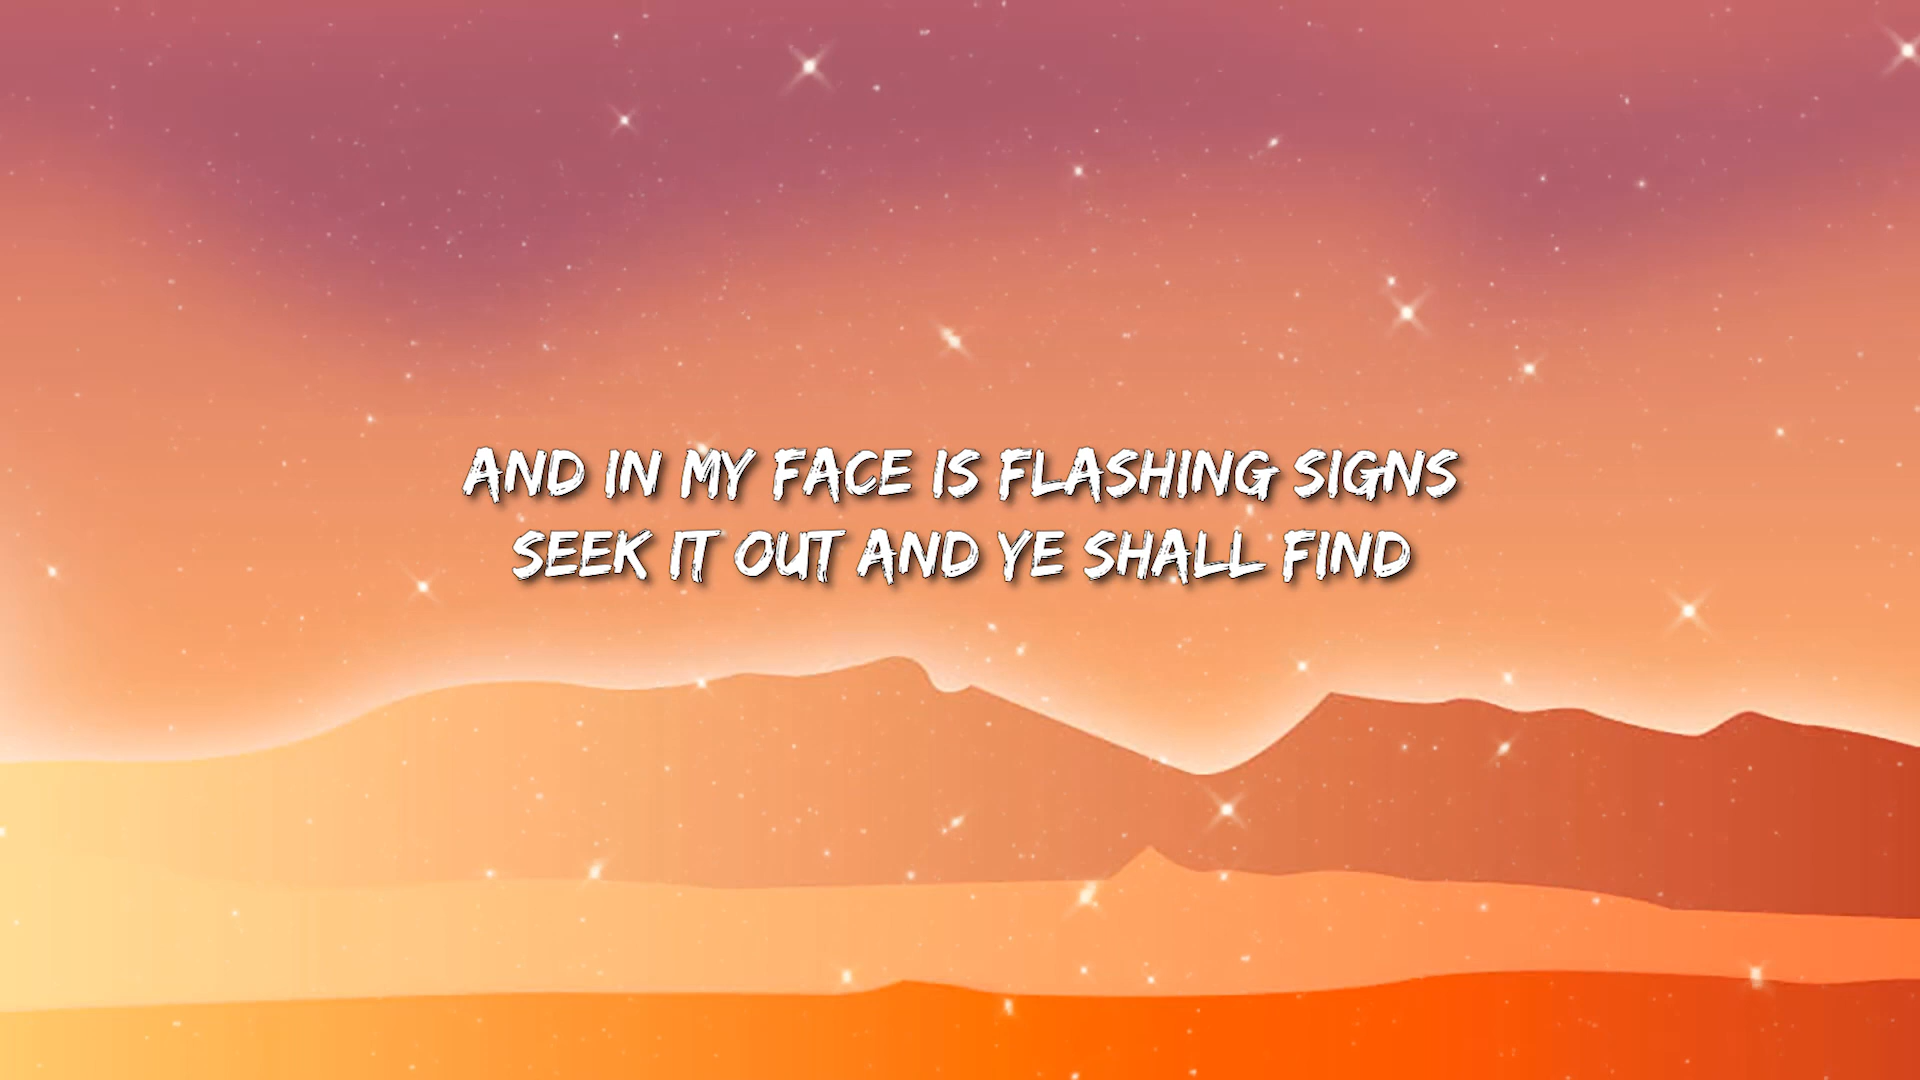 AND IN MY FACE IS FLASHING SIGNS
SEEK IT OUT AND YE SHALL FIND